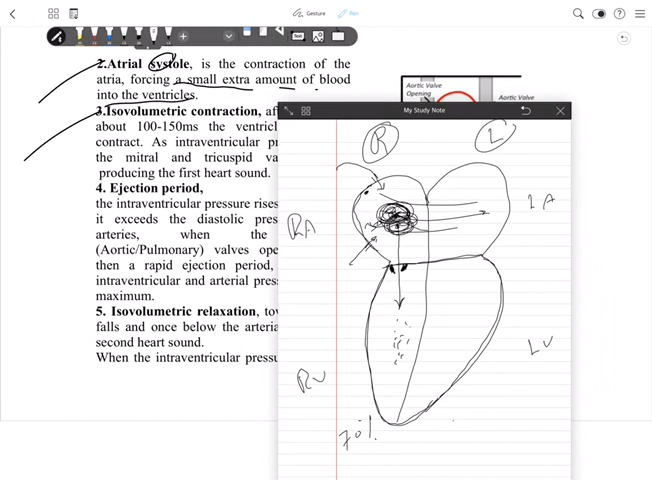 Gesture
Pen
2.Atrial systole, is the contraction of the
atria, forcing a small extra amount of blood
into the ventricles.
3.Isovolumetric contraction, af
about 100-150ms the ventricl
contract. As intraventricular pr
the mitral and tricuspid va
producing the first heart sound.
4. Ejection period,
the intraventricular pressure rises
it exceeds the diastolic pres
arteries, when the
(Aortic/Pulmonary) valves ope
then a rapid ejection period,
intraventricular and arterial pres
maximum.
5. Isovolumetric relaxation, tov
falls and once below the arteria
second heart sound.
When the intraventricular pressu
Text
Aortic Valve
Opening
Aortic Valve
My Study Note
R
L
RA
LA
RV
LV
70%